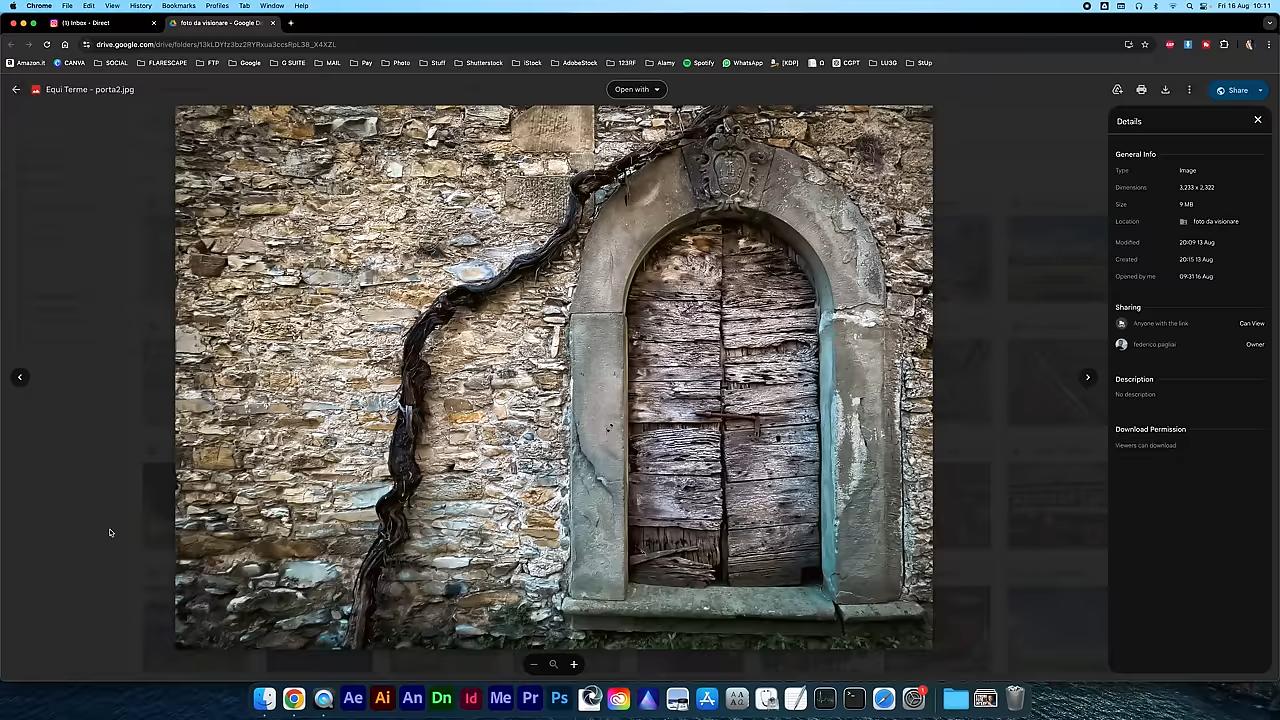 Chrome File Edit View History Bookmarks Profiles Tab Window Help Fri 16 Aug 10:11
(1) Inbox • Direct foto da visionare - Google D
drive.google.com/drive/folders/13kLDYfz3bz2RYRxua3ccsRpL38_X4XZL
Amazon.it CANVA SOCIAL FLARESCAPE FTP Google G SUITE MAIL Pay Photo Stuff Shutterstock iStock AdobeStock 123RF Alamy Spotify WhatsApp [KDP] CGPT LU3G StUp
Equi Terme - porta2.jpg Open with Share
Details
General Info
Type Image
Dimensions 3,233 x 2,322
Size 9 MB
Location foto da visionare
Modified 20:09 13 Aug
Created 20:15 13 Aug
Opened by me 09:31 16 Aug
Sharing
Anyone with the link Can View
federico pagliai Owner
Description
No description
Download Permission
Viewers can download
Ae Ai An Dn Id Me Pr Ps